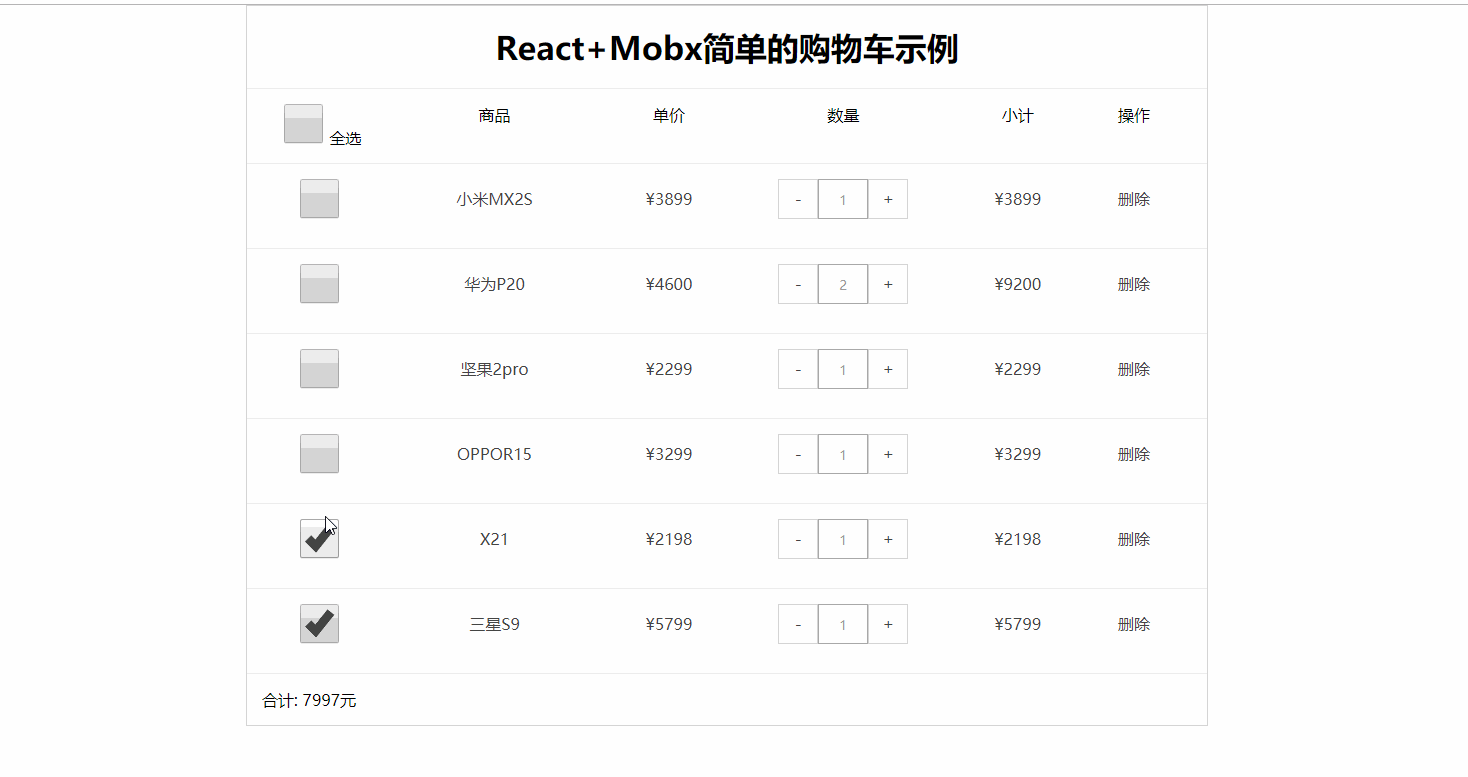 React+Mobx简单的购物车示例
全选 商品 单价 数量 小计 操作
小米MX2S ¥3899 - 1 + ¥3899 删除
华为P20 ¥4600 - 2 + ¥9200 删除
坚果2pro ¥2299 - 1 + ¥2299 删除
OPPOR15 ¥3299 - 1 + ¥3299 删除
X21 ¥2198 - 1 + ¥2198 删除
三星S9 ¥5799 - 1 + ¥5799 删除
合计: 7997元